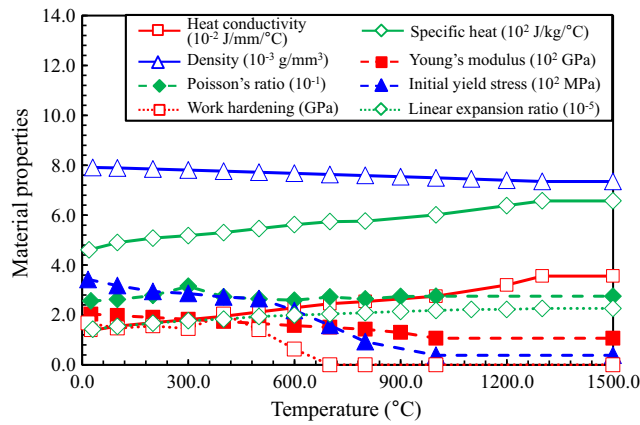 14.0
12.0
10.0
8.0
6.0
4.0
2.0
0.0
Material properties
Heat conductivity
(10⁻² J/mm/°C)
Density (10⁻³ g/mm³)
Poisson's ratio (10⁻¹)
Work hardening (GPa)
Specific heat (10² J/kg/°C)
Young's modulus (10² GPa)
Initial yield stress (10² MPa)
Linear expansion ratio (10⁻⁵)
0.0 300.0 600.0 900.0 1200.0 1500.0
Temperature (°C)